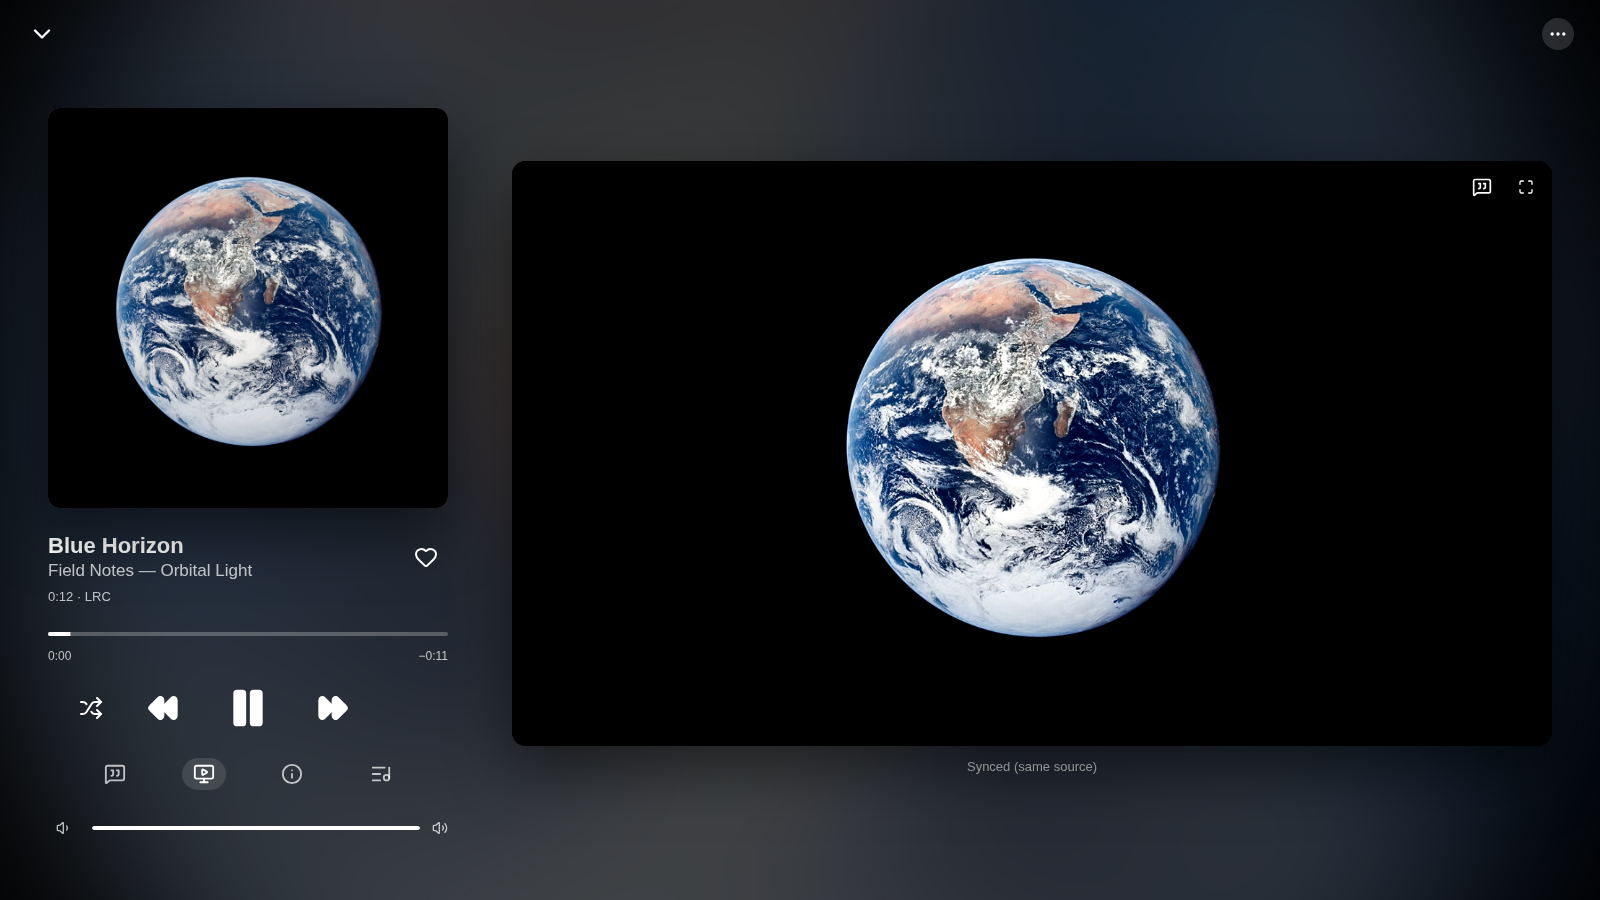 Blue Horizon
Field Notes — Orbital Light
0:12 · LRC
0:00
−0:11
Synced (same source)